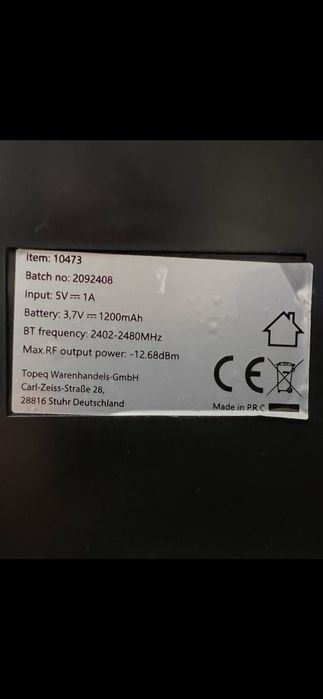 Item: 10473
Batch no: 2092408
Input: 5V⎓1A
Battery: 3,7V⎓1200mAh
BT frequency: 2402-2480MHz
Max.RF output power: -12.68dBm
Topeq Warenhandels-GmbH
Carl-Zeiss-Straße 28,
28816 Stuhr Deutschland
CE
Made in P.R.C